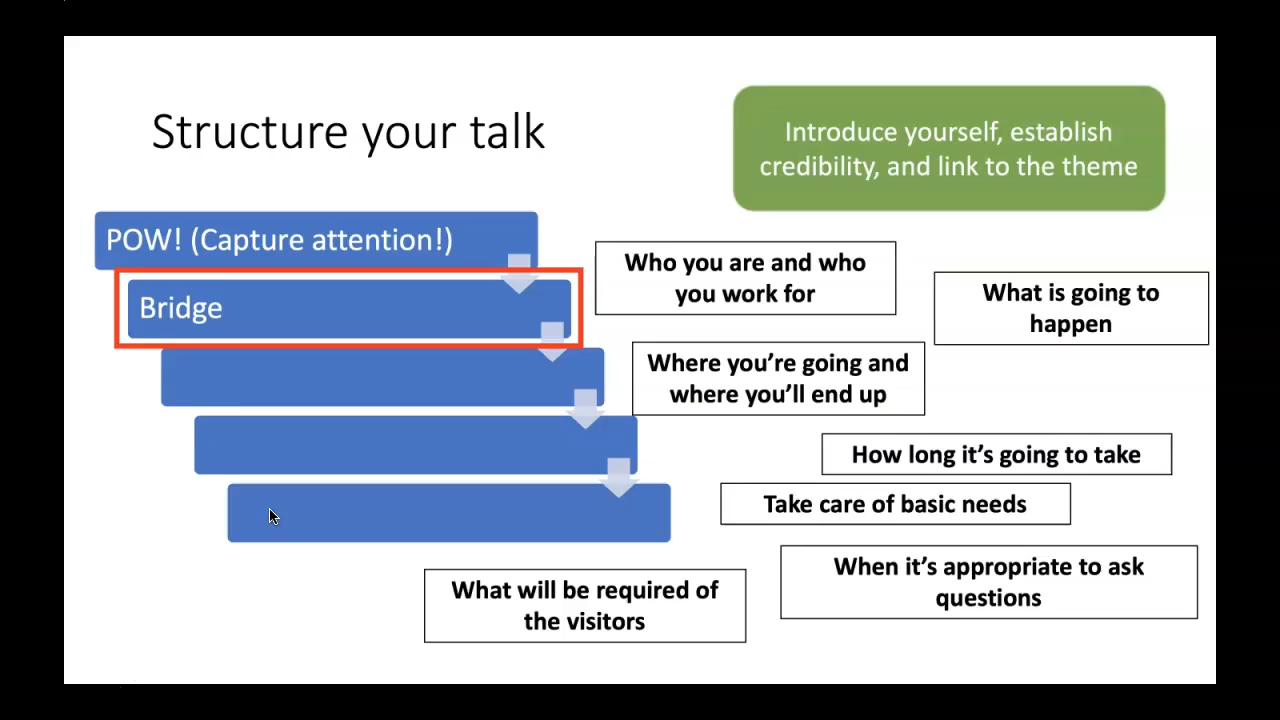 Structure your talk
Introduce yourself, establish
credibility, and link to the theme
POW! (Capture attention!)
Bridge
Who you are and who
you work for
What is going to
happen
Where you’re going and
where you’ll end up
How long it’s going to take
Take care of basic needs
When it’s appropriate to ask
questions
What will be required of
the visitors